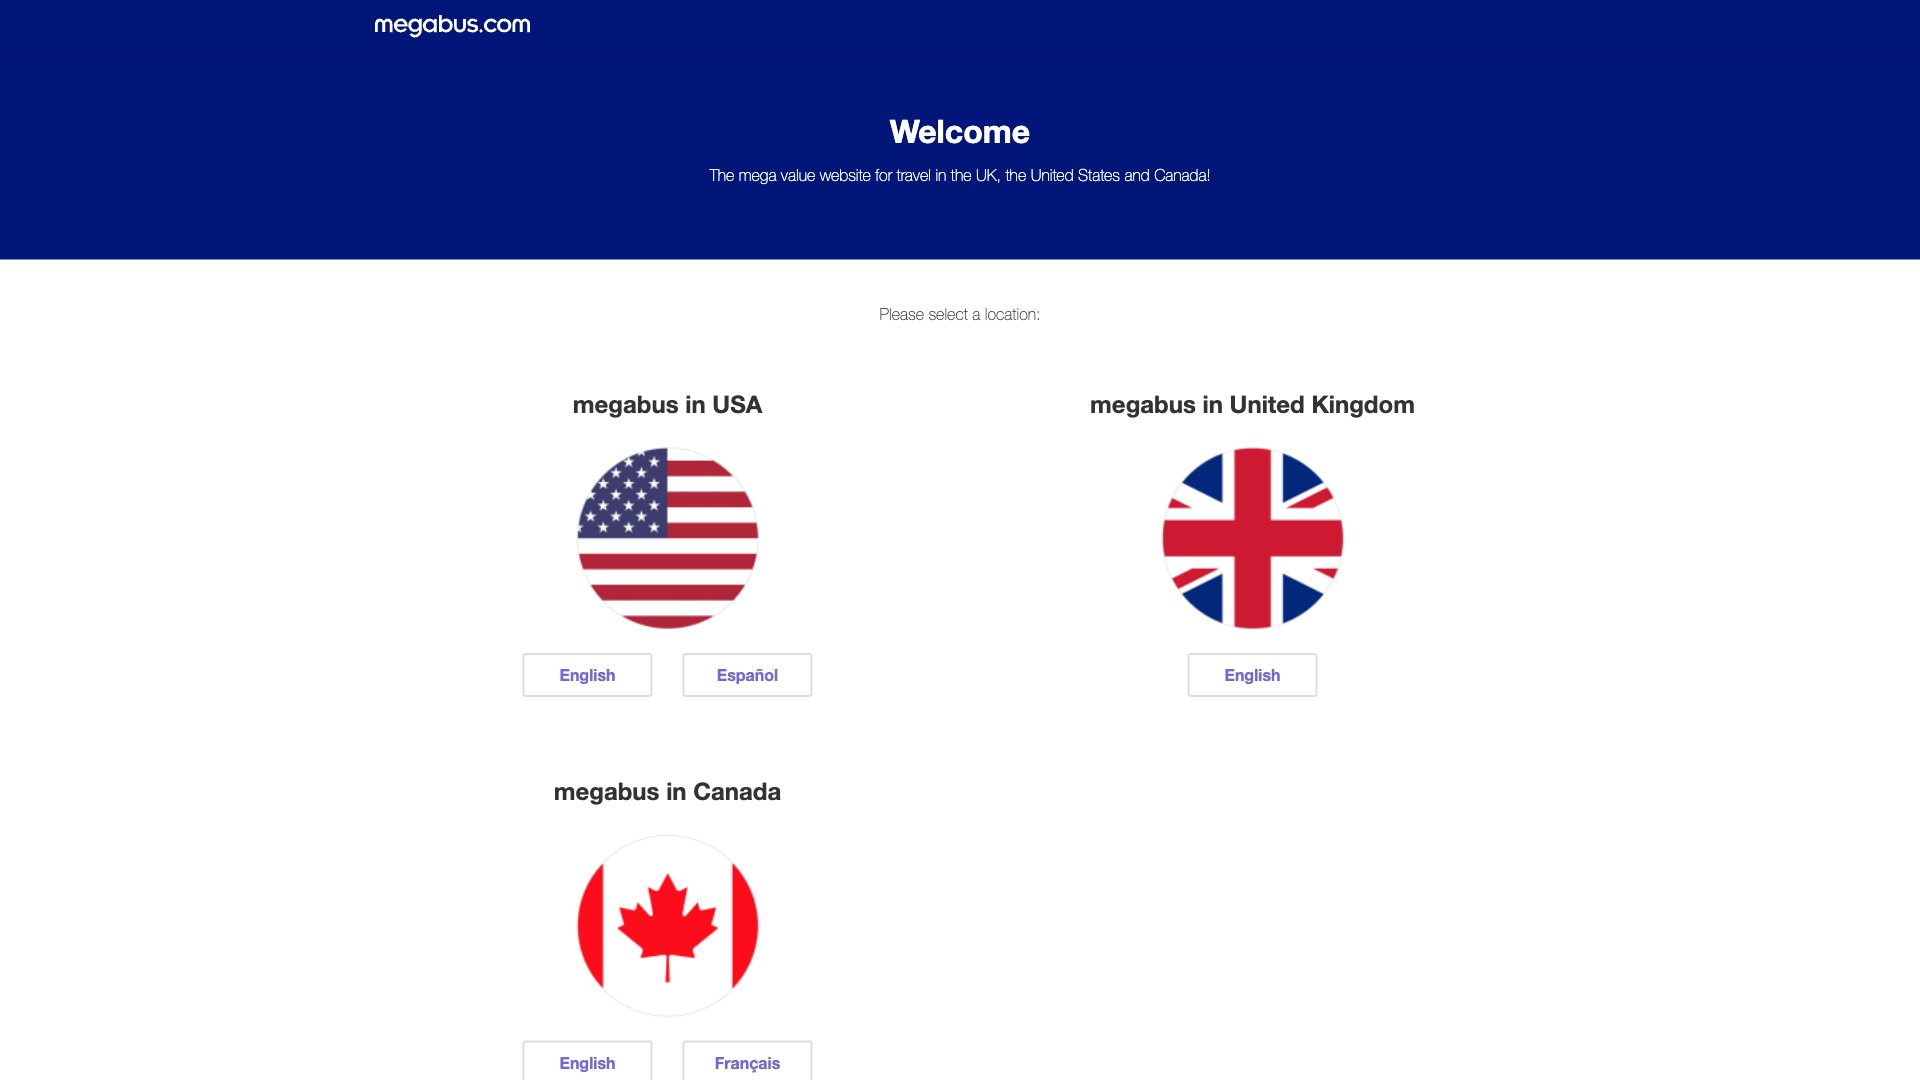 megabus.com
Welcome
The mega value website for travel in the UK, the United States and Canada!
Please select a location:
megabus in USA
English
Español
megabus in United Kingdom
English
megabus in Canada
English
Français